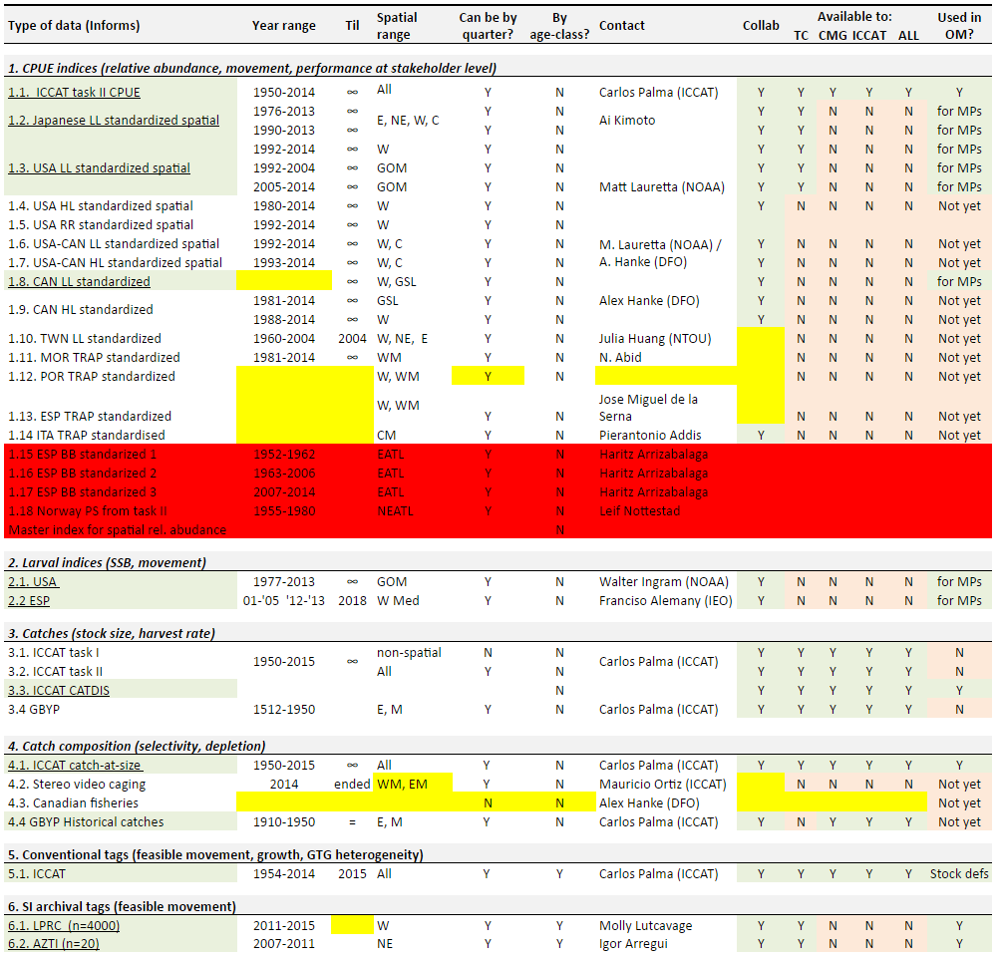 Type of data (Informs) Year range Til Spatial range Can be by quarter? By age-class? Contact Collab Available to: TC CMG ICCAT ALL Used in OM?
1. CPUE indices (relative abundance, movement, performance at stakeholder level)
1.1. ICCAT task II CPUE 1950-2014 ∞ All Y N Carlos Palma (ICCAT) Y Y Y Y Y Y
1976-2013 ∞ Y N Y Y N N N for MPs
1.2. Japanese LL standardized spatial E, NE, W, C Ai Kimoto
1990-2013 ∞ Y N Y Y N N N for MPs
1992-2014 ∞ W Y N Y Y N N N for MPs
1.3. USA LL standardized spatial 1992-2004 ∞ GOM Y N Y Y N N N for MPs
2005-2014 ∞ GOM Y N Matt Lauretta (NOAA) Y Y N N N for MPs
1.4. USA HL standardized spatial 1980-2014 ∞ W Y N Y N N N N Not yet
1.5. USA RR standardized spatial 1992-2014 ∞ W Y N
1.6. USA-CAN LL standardized spatial 1992-2014 ∞ W, C Y N M. Lauretta (NOAA) / Y N N N N Not yet
1.7. USA-CAN HL standardized spatial 1993-2014 ∞ W, C Y N A. Hanke (DFO) Y N N N N Not yet
1.8. CAN LL standardized ∞ W, GSL Y N Y N N N N for MPs
1.9. CAN HL standardized 1981-2014 ∞ GSL Y N Alex Hanke (DFO) Y N N N N Not yet
1988-2014 ∞ W Y N Y N N N N Not yet
1.10. TWN LL standardized 1960-2004 2004 W, NE, E Y N Julia Huang (NTOU) N N N N Not yet
1.11. MOR TRAP standardized 1981-2014 ∞ WM Y N N. Abid N N N N Not yet
1.12. POR TRAP standardized W, WM Y N N N N N Not yet
1.13. ESP TRAP standardized W, WM Y N Jose Miguel de la Serna N N N N Not yet
1.14 ITA TRAP standardised CM Y N Pierantonio Addis Y N N N N Not yet
1.15 ESP BB standarized 1 1952-1962 EATL Y N Haritz Arrizabalaga
1.16 ESP BB standarized 2 1963-2006 EATL Y N Haritz Arrizabalaga
1.17 ESP BB standarized 3 2007-2014 EATL Y N Haritz Arrizabalaga
1.18 Norway PS from task II 1955-1980 NEATL Y N Leif Nottestad
Master index for spatial rel. abudance N
2. Larval indices (SSB, movement)
2.1. USA 1977-2013 ∞ GOM Y N Walter Ingram (NOAA) Y N N N N for MPs
2.2 ESP 01-'05 '12-'13 2018 W Med Y N Franciso Alemany (IEO) Y N N N N for MPs
3. Catches (stock size, harvest rate)
3.1. ICCAT task I 1950-2015 ∞ non-spatial N N Carlos Palma (ICCAT) Y Y Y Y Y N
3.2. ICCAT task II All Y N Y Y Y Y Y N
3.3. ICCAT CATDIS N Y Y Y Y Y Y
3.4 GBYP 1512-1950 E, M Y N Carlos Palma (ICCAT) Y Y Y Y Y N
4. Catch composition (selectivity, depletion)
4.1. ICCAT catch-at-size 1950-2015 ∞ All Y N Carlos Palma (ICCAT) Y Y Y Y Y Y
4.2. Stereo video caging 2014 ended WM, EM Y N Mauricio Ortiz (ICCAT) N N N N Not yet
4.3. Canadian fisheries N N Alex Hanke (DFO) Not yet
4.4 GBYP Historical catches 1910-1950 = E, M Y N Carlos Palma (ICCAT) Y N Y Y Y Not yet
5. Conventional tags (feasible movement, growth, GTG heterogeneity)
5.1. ICCAT 1954-2014 2015 All Y Y Carlos Palma (ICCAT) Y Y Y Y Y Stock defs
6. SI archival tags (feasible movement)
6.1. LPRC (n=4000) 2011-2015 W Y Y Molly Lutcavage Y Y N N N Y
6.2. AZTI (n=20) 2007-2011 NE Y Y Igor Arregui Y Y N N N Y